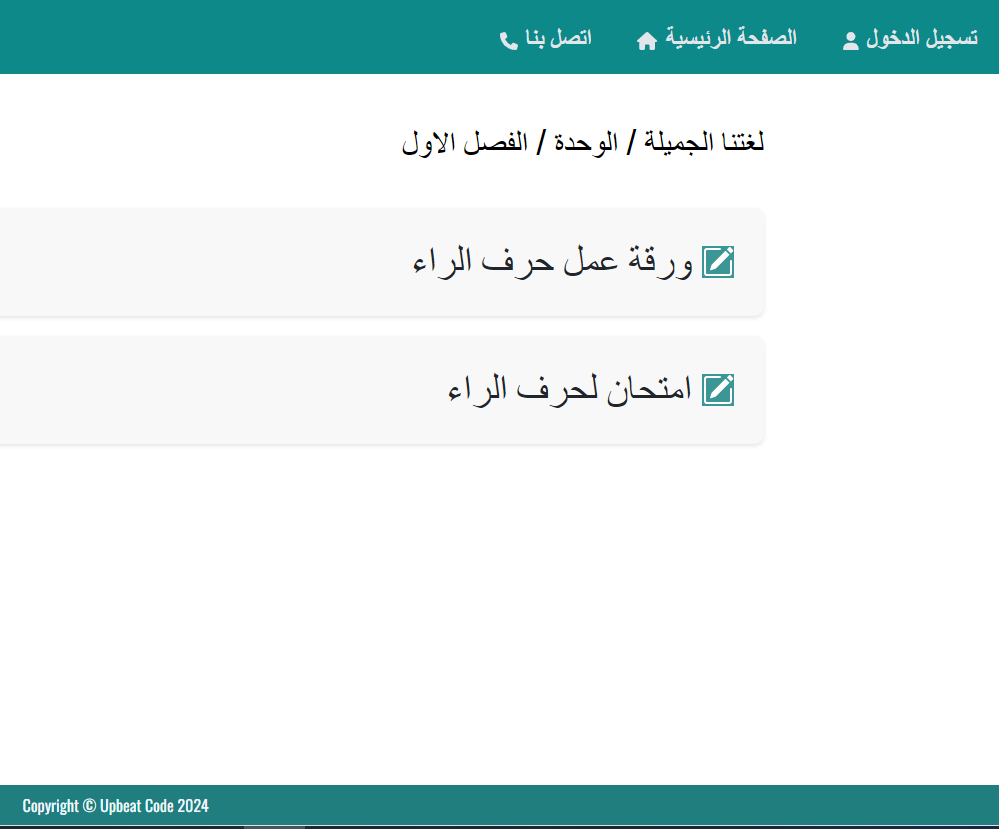 تسجيل الدخول الصفحة الرئيسية اتصل بنا
لغتنا الجميلة / الوحدة / الفصل الاول
ورقة عمل حرف الراء
امتحان لحرف الراء
Copyright © Upbeat Code 2024